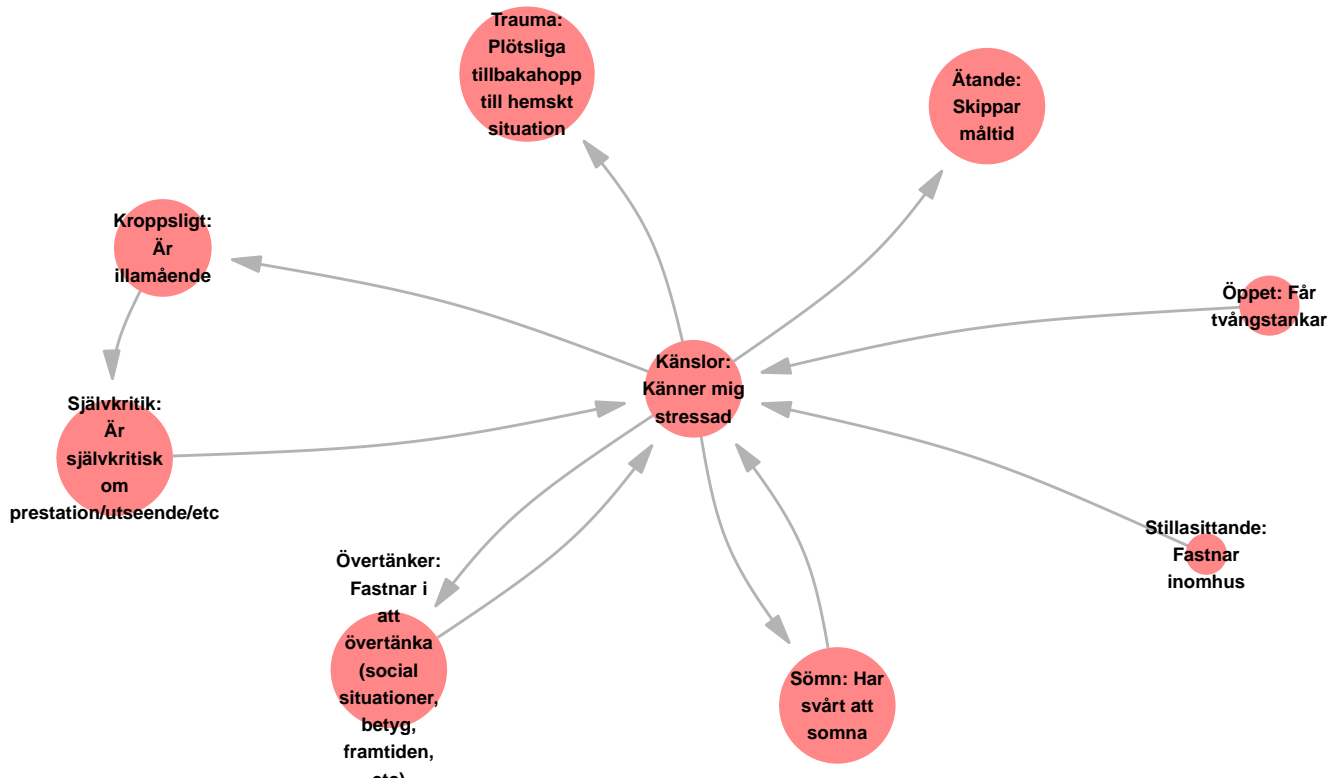 Trauma:
Plötsliga
tillbakahopp
till hemskt
situation
Ätande:
Skippar
måltid
Kroppsligt:
Är
illamående
Öppet: Får
tvångstankar
Känslor:
Känner mig
stressad
Självkritik:
Är
självkritisk
om
prestation/utseende/etc
Stillasittande:
Fastnar
inomhus
Övertänker:
Fastnar i
att
övertänka
(social
situationer,
betyg,
framtiden,
etc)
Sömn: Har
svårt att
somna